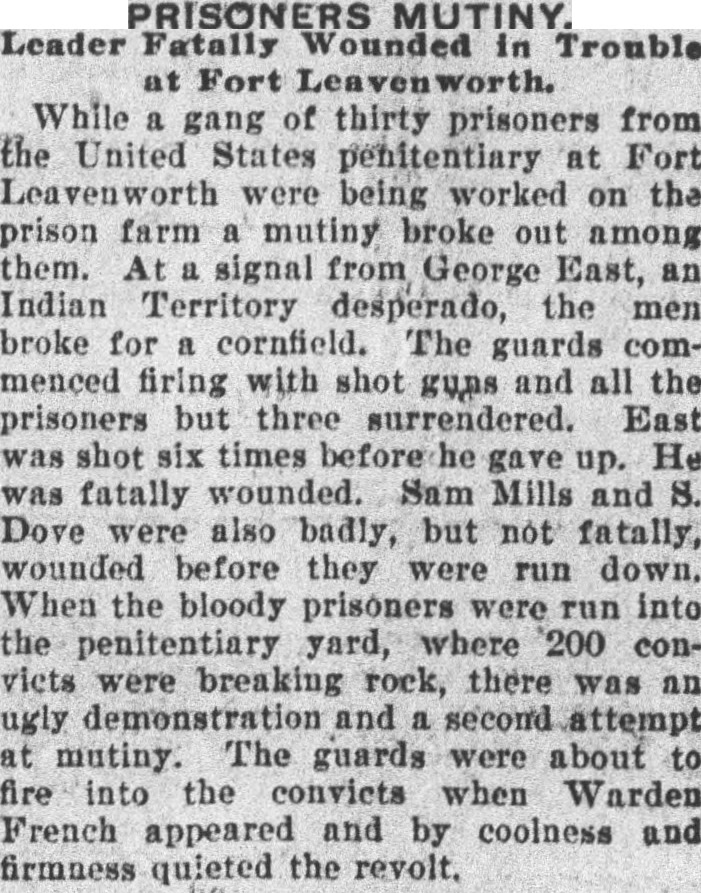 PRISONERS MUTINY.
Leader Fatally Wounded in Trouble
at Fort Leavenworth.
While a gang of thirty prisoners from
the United States penitentiary at Fort
Leavenworth were being worked on the
prison farm a mutiny broke out among
them. At a signal from George East, an
Indian Territory desperado, the men
broke for a cornfield. The guards com-
menced firing with shot guns and all the
prisoners but three surrendered. East
was shot six times before he gave up. He
was fatally wounded. Sam Mills and S.
Dove were also badly, but not fatally,
wounded before they were run down.
When the bloody prisoners were run into
the penitentiary yard, where 200 con-
victs were breaking rock, there was an
ugly demonstration and a second attempt
at mutiny. The guards were about to
fire into the convicts when Warden
French appeared and by coolness and
firmness quieted the revolt.